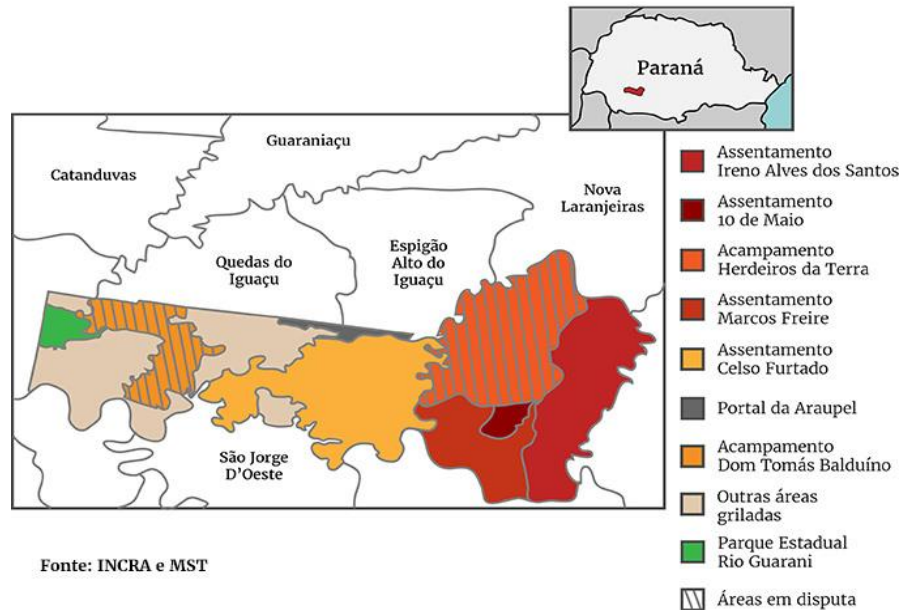 Paraná
Guaraniaçu
Catanduvas
Nova
Laranjeiras
Espigão
Alto do
Iguaçu
Quedas do
Iguaçu
São Jorge
D'Oeste
Assentamento
Ireno Alves dos Santos
Assentamento
10 de Maio
Acampamento
Herdeiros da Terra
Assentamento
Marcos Freire
Assentamento
Celso Furtado
Portal da Araupel
Acampamento
Dom Tomás Balduíno
Outras áreas
griladas
Parque Estadual
Rio Guarani
Áreas em disputa
Fonte: INCRA e MST